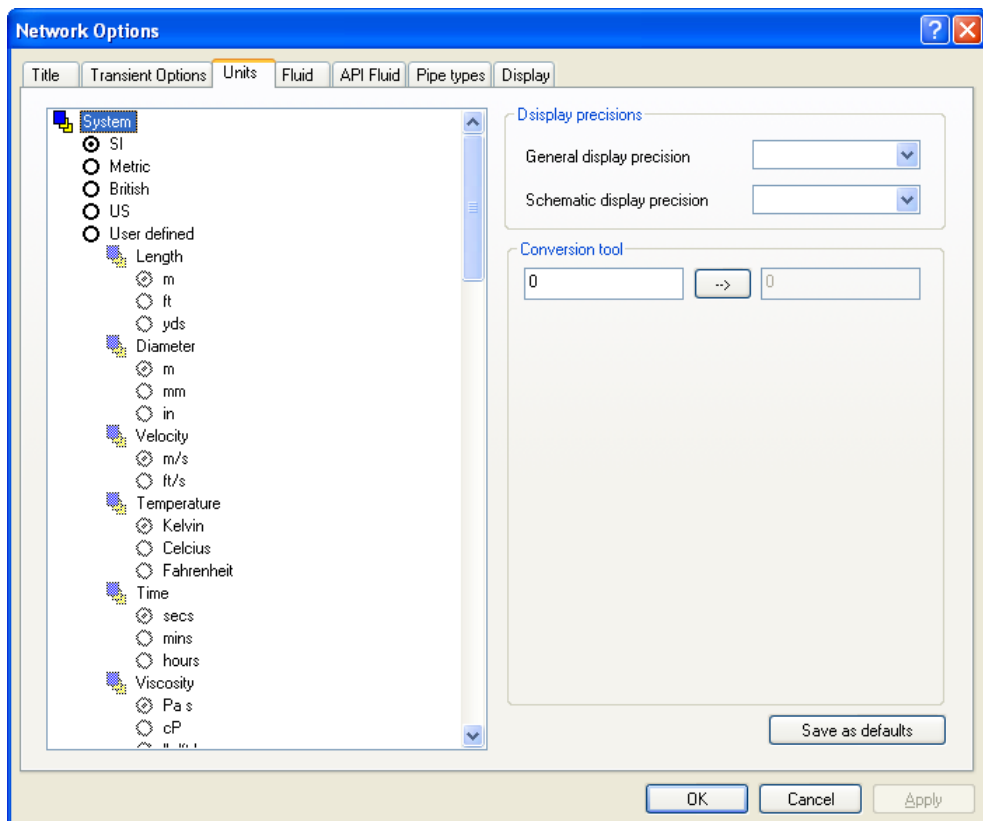 Network Options
Title Transient Options Units Fluid API Fluid Pipe types Display
System
SI
Metric
British
US
User defined
Length
m
ft
yds
Diameter
m
mm
in
Velocity
m/s
ft/s
Temperature
Kelvin
Celcius
Fahrenheit
Time
secs
mins
hours
Viscosity
Pa s
cP
Dsisplay precisions
General display precision
Schematic display precision
Conversion tool
0 --> 0
Save as defaults
OK Cancel Apply